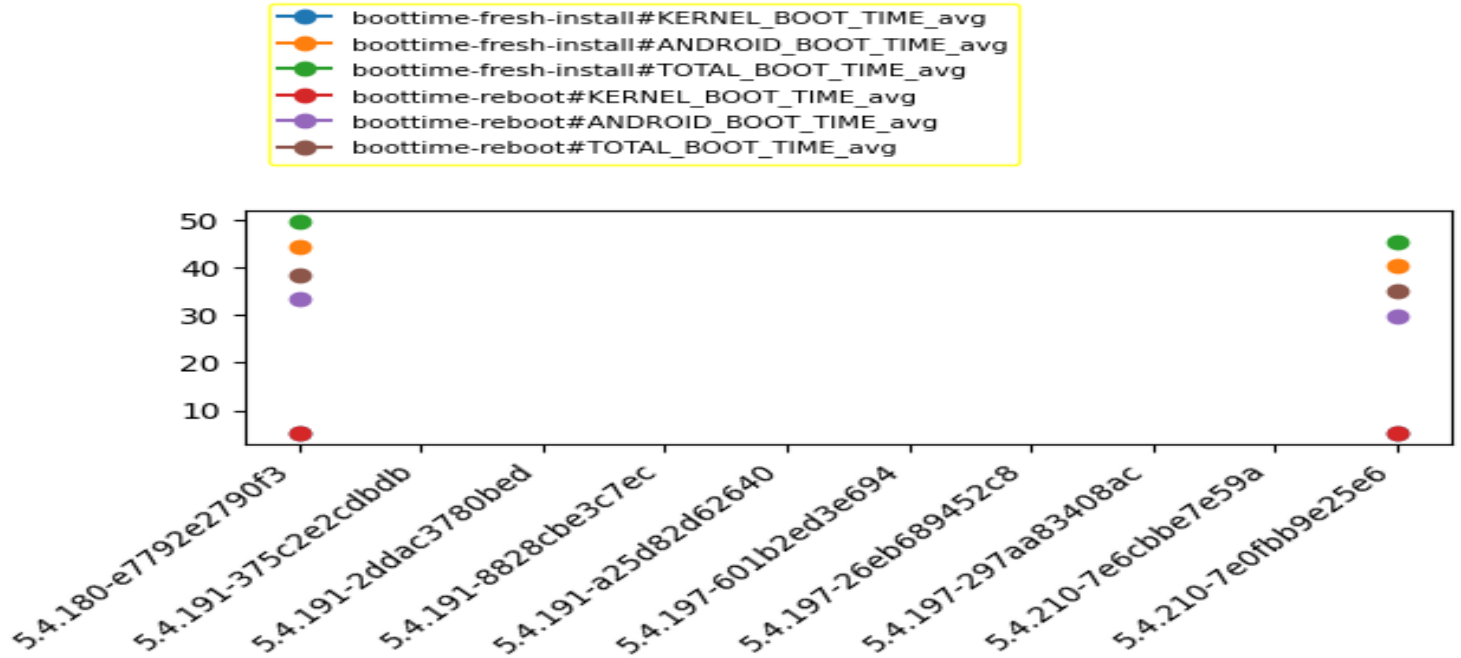 boottime-fresh-install#KERNEL_BOOT_TIME_avg
boottime-fresh-install#ANDROID_BOOT_TIME_avg
boottime-fresh-install#TOTAL_BOOT_TIME_avg
boottime-reboot#KERNEL_BOOT_TIME_avg
boottime-reboot#ANDROID_BOOT_TIME_avg
boottime-reboot#TOTAL_BOOT_TIME_avg
50
40
30
20
10
5.4.180-e7792e2790f3
5.4.191-375c2e2cdbdb
5.4.191-2ddac3780bed
5.4.191-8828cbe3c7ec
5.4.191-a25d82d62640
5.4.197-601b2ed3e694
5.4.197-26eb689452c8
5.4.197-297aa83408ac
5.4.210-7e6cbbe7e59a
5.4.210-7e0fbb9e25e6